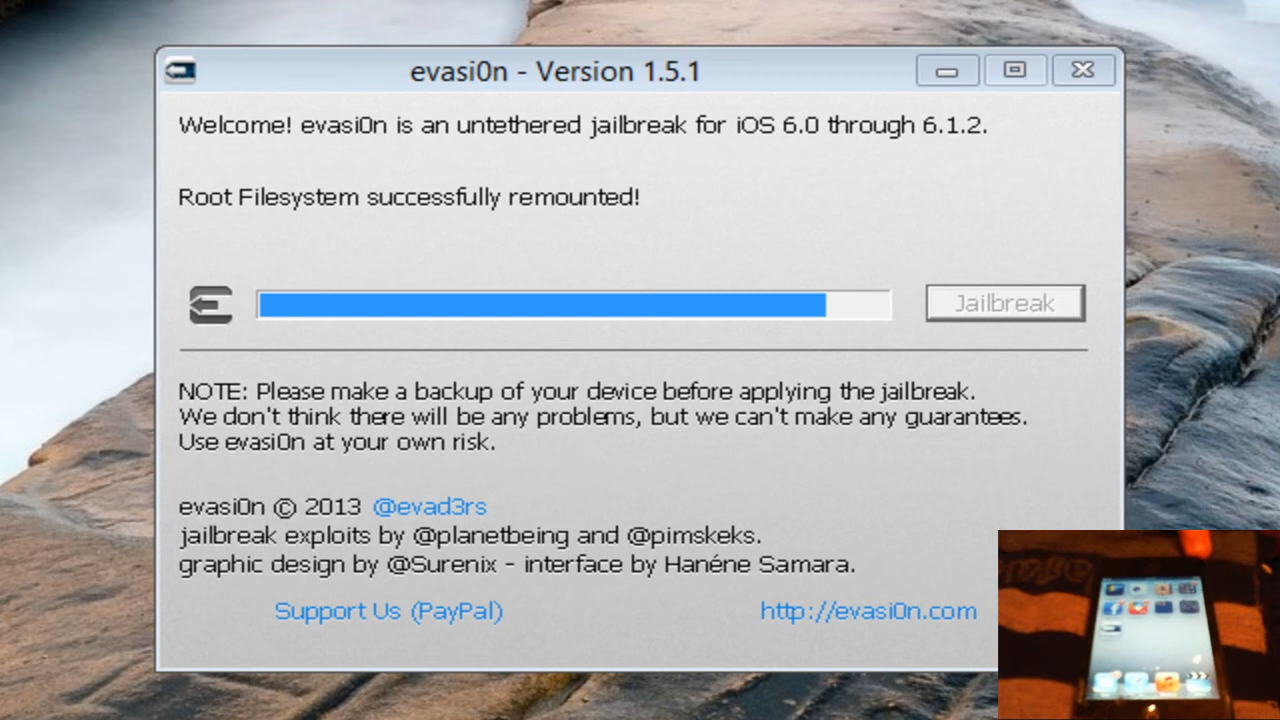 evasi0n - Version 1.5.1
Welcome! evasi0n is an untethered jailbreak for iOS 6.0 through 6.1.2.
Root Filesystem successfully remounted!
Jailbreak
NOTE: Please make a backup of your device before applying the jailbreak.
We don't think there will be any problems, but we can't make any guarantees.
Use evasi0n at your own risk.
evasi0n © 2013 @evad3rs
jailbreak exploits by @planetbeing and @pimskeks.
graphic design by @Surenix - interface by Hanéne Samara.
Support Us (PayPal) http://evasi0n.com